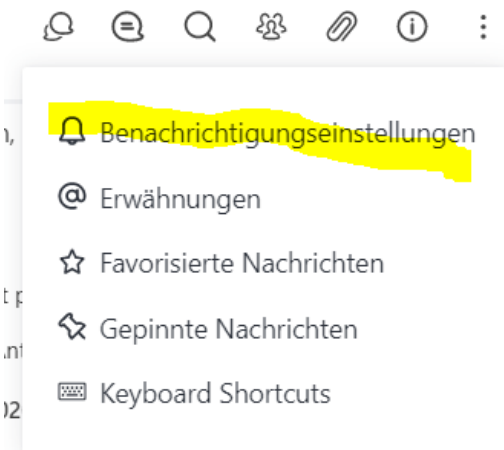 Benachrichtigungseinstellungen
Erwähnungen
Favorisierte Nachrichten
Gepinnte Nachrichten
Keyboard Shortcuts